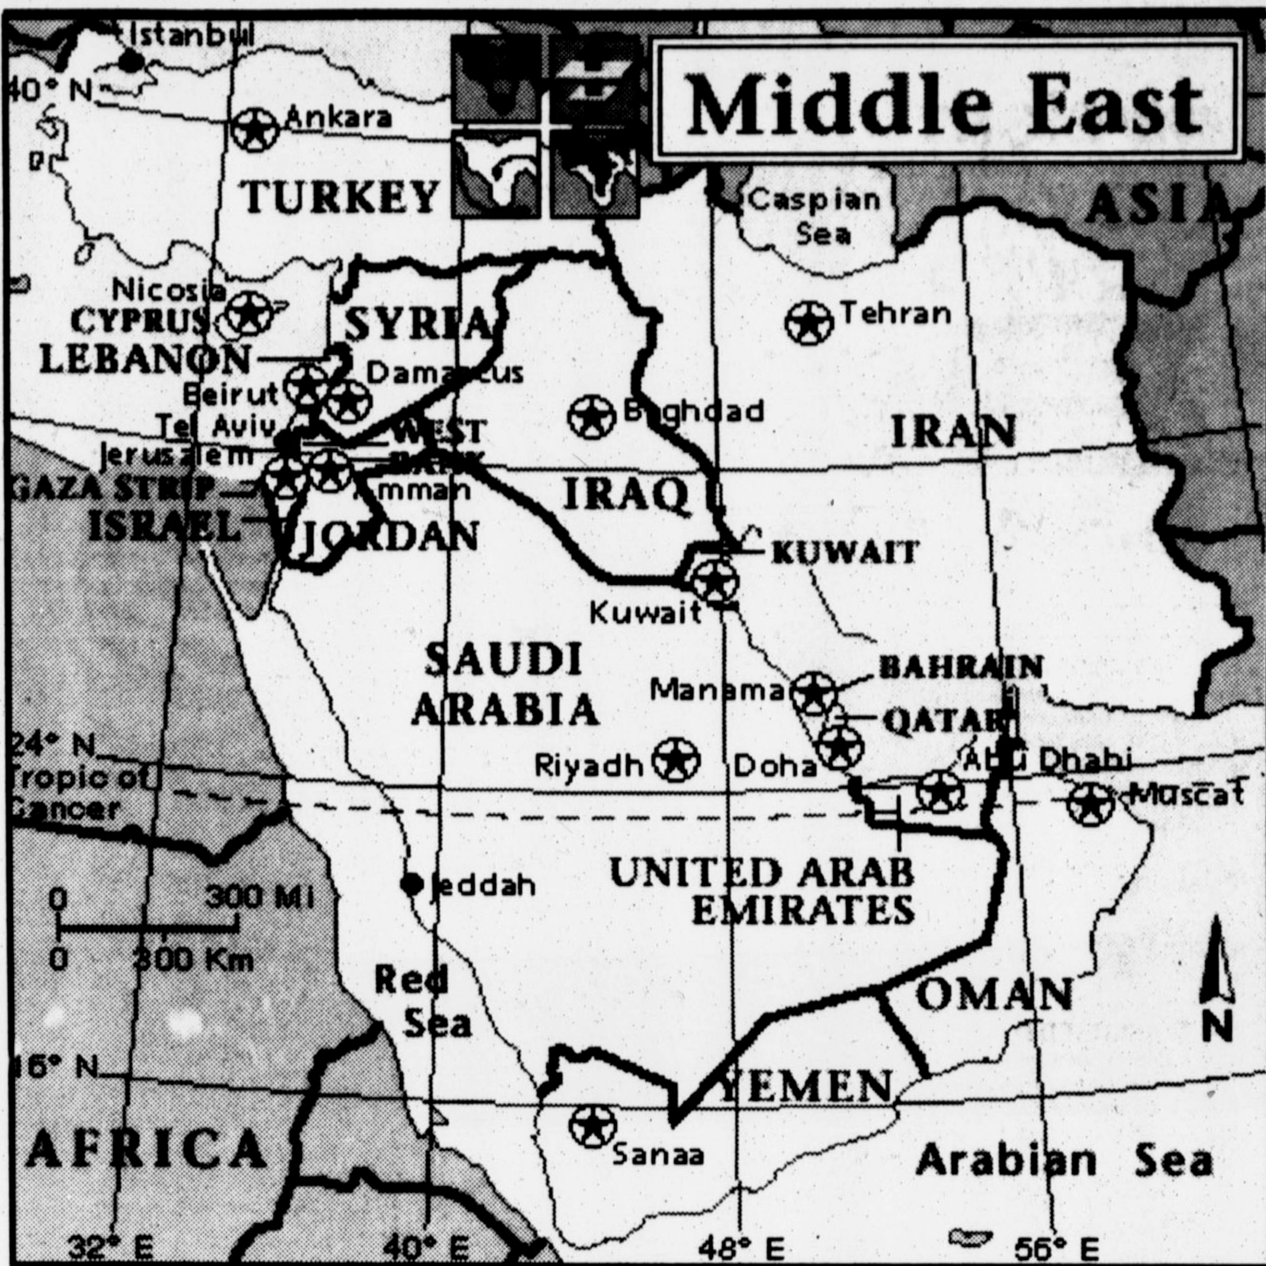 Istanbul
Middle East
40° N
Ankara
TURKEY
Caspian
Sea
ASIA
Nicosia
CYPRUS
SYRIA
Tehran
LEBANON
Damascus
Beirut
Baghdad
Tel Aviv
WEST
BANK
IRAN
Jerusalem
GAZA STRIP
Amman
IRAQ
ISRAEL
JORDAN
KUWAIT
Kuwait
SAUDI
ARABIA
BAHRAIN
Manama
QATAR
24° N
Riyadh
Doha
Abu Dhabi
Tropic of
Cancer
Muscat
UNITED ARAB
EMIRATES
Jeddah
0 300 Mi
0 300 Km
Red
Sea
OMAN
N
16° N
YEMEN
AFRICA
Sanaa
Arabian Sea
32° E
40° E
48° E
56° E